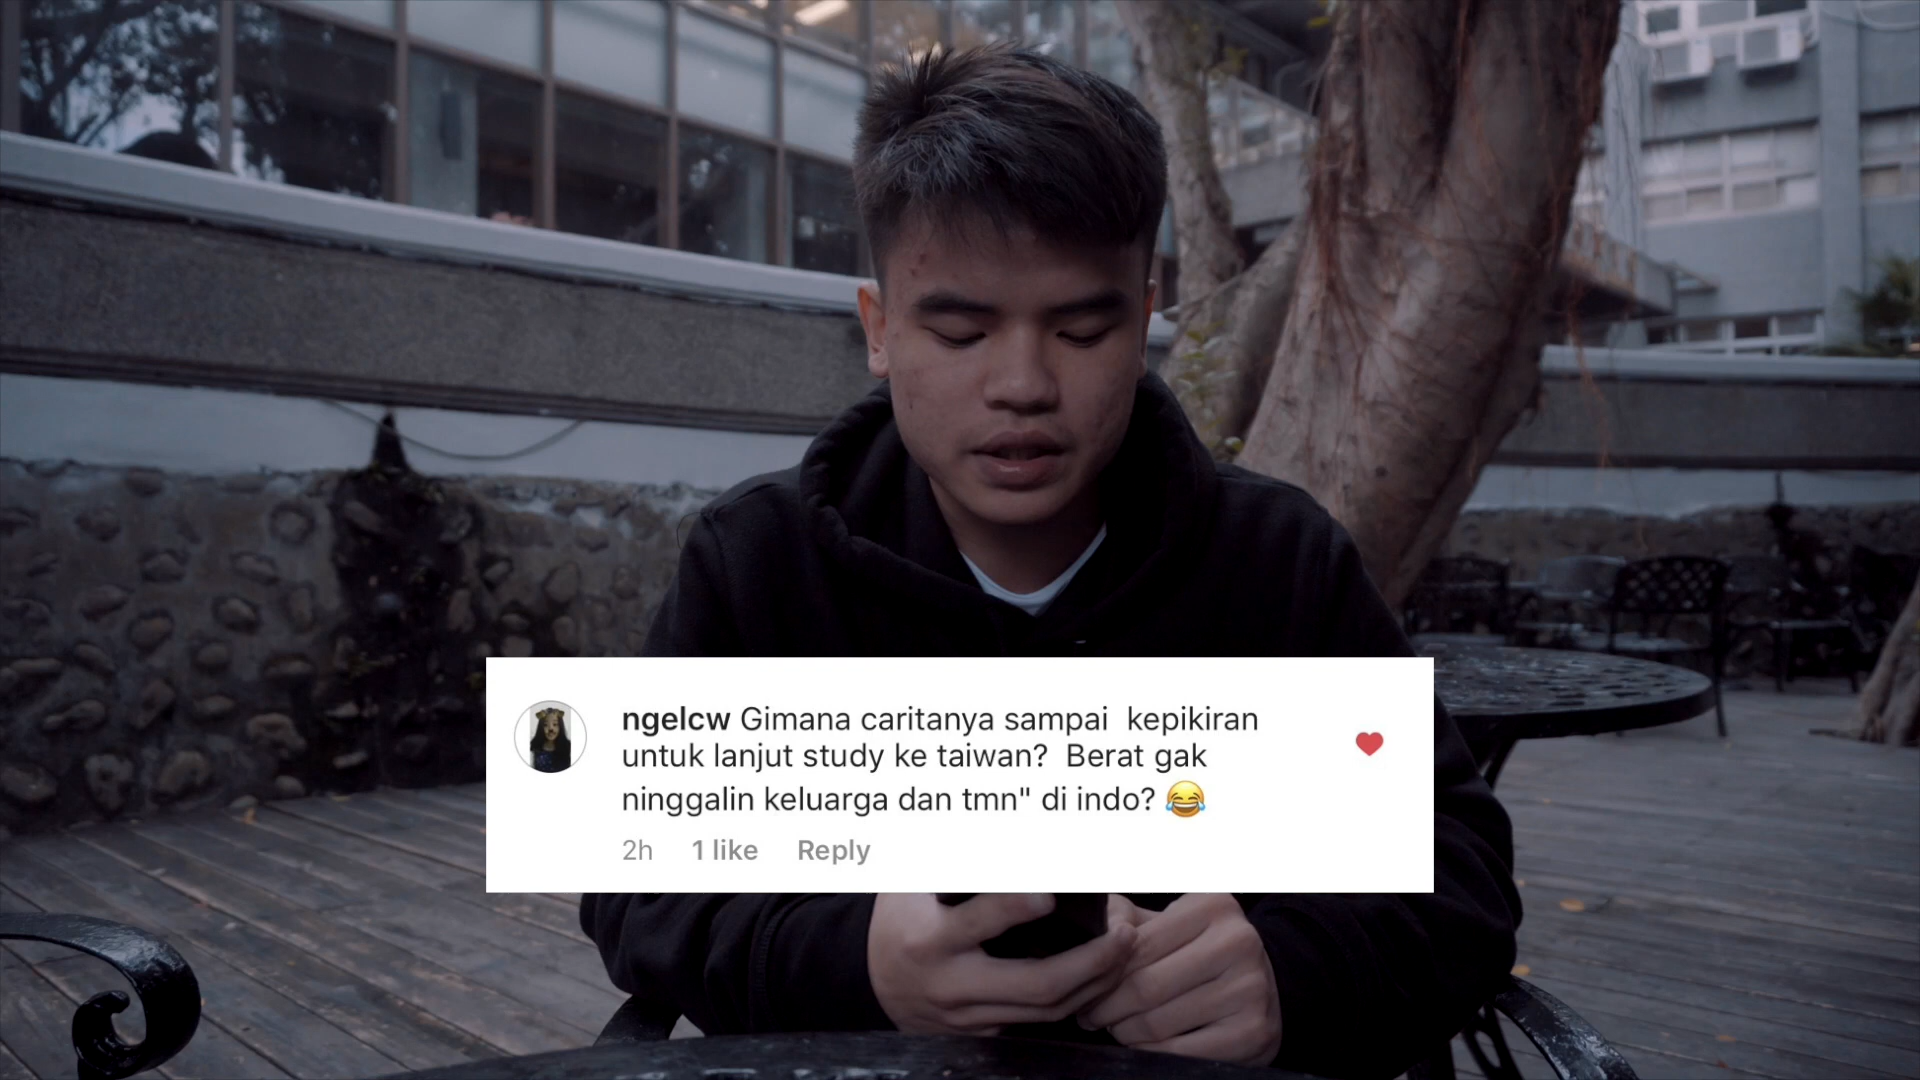 ngelcw Gimana caritanya sampai  kepikiran
untuk lanjut study ke taiwan?  Berat gak
ninggalin keluarga dan tmn" di indo? 😂
2h 1 like Reply